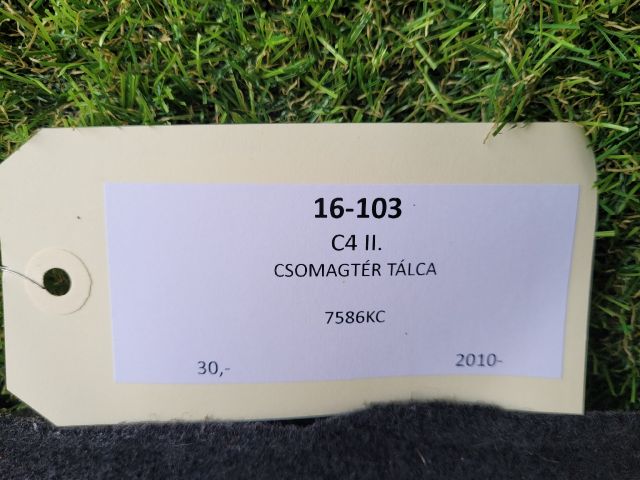 16-103
C4 II.
CSOMAGTÉR TÁLCA
7586KC
30,- 2010-